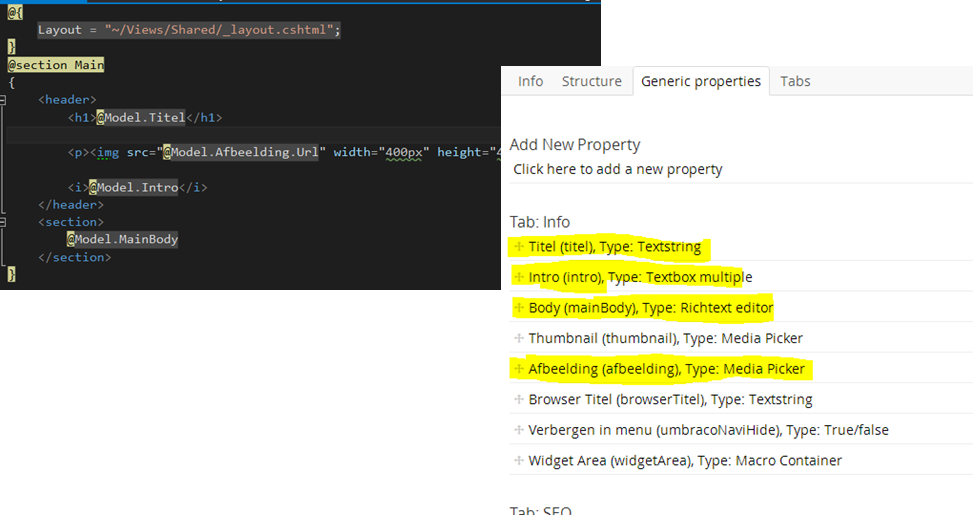 @{
Layout = "~/Views/Shared/_layout.cshtml";
}
@section Main
{
<header>
<h1>@Model.Titel</h1>
<p><img src="@Model.Afbeelding.Url" width="400px" height="4
<i>@Model.Intro</i>
</header>
<section>
@Model.MainBody
</section>
}
Info Structure Generic properties Tabs
Add New Property
Click here to add a new property
Tab: Info
Titel (titel), Type: Textstring
Intro (intro), Type: Textbox multiple
Body (mainBody), Type: Richtext editor
Thumbnail (thumbnail), Type: Media Picker
Afbeelding (afbeelding), Type: Media Picker
Browser Titel (browserTitel), Type: Textstring
Verbergen in menu (umbracoNaviHide), Type: True/false
Widget Area (widgetArea), Type: Macro Container
Tab: SEO